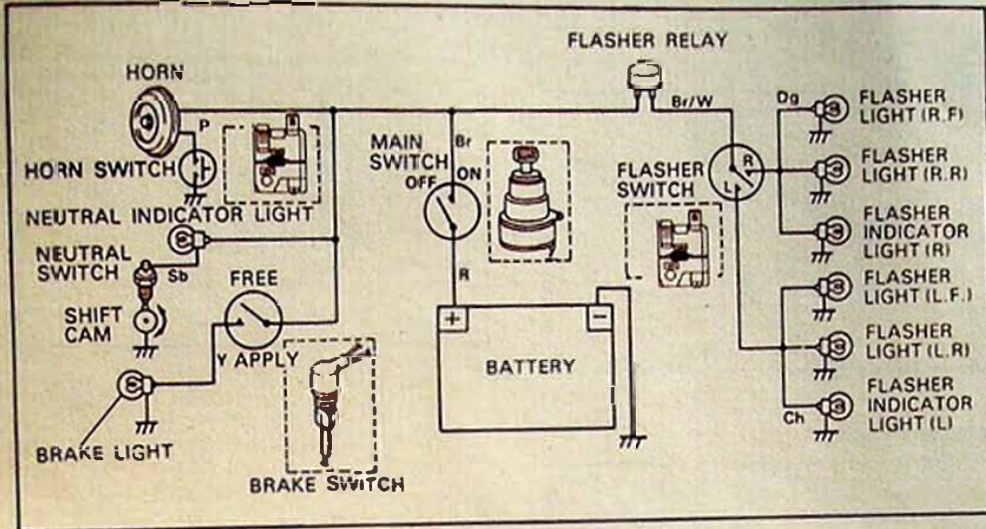 FLASHER RELAY
HORN
P
Br/W
Dg
FLASHER
LIGHT (R.F)
MAIN
SWITCH
OFF
ON
Br
HORN SWITCH
FLASHER
SWITCH
R
L
FLASHER
LIGHT (R.R)
NEUTRAL INDICATOR LIGHT
FLASHER
INDICATOR
LIGHT (R)
NEUTRAL
SWITCH
Sb
FREE
R
FLASHER
LIGHT (L.F.)
SHIFT
CAM
+
−
Y APPLY
BATTERY
FLASHER
LIGHT (L.R)
FLASHER
INDICATOR
LIGHT (L)
Ch
BRAKE LIGHT
BRAKE SWITCH